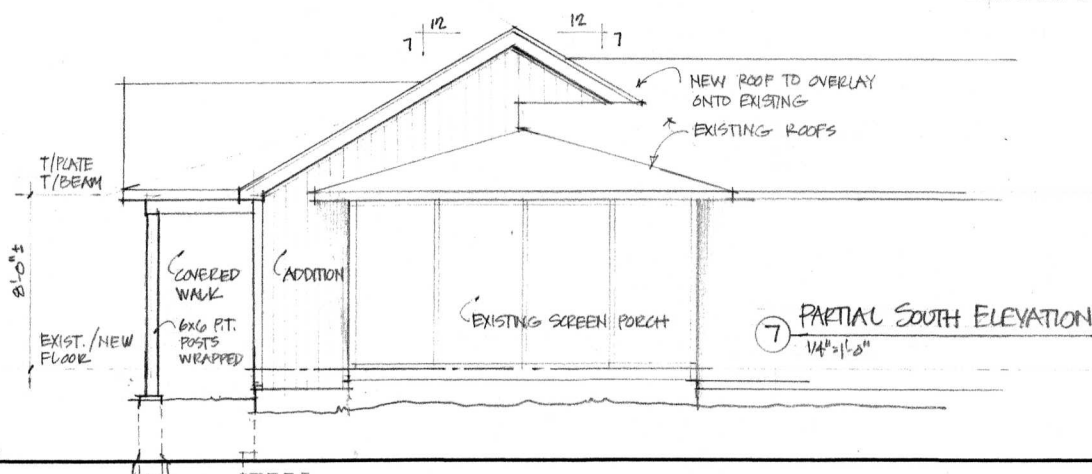 12
7
12
7
NEW ROOF TO OVERLAY
ONTO EXISTING
*
EXISTING ROOFS
T/PLATE
T/BEAM
8'-0"±
COVERED
WALK
ADDITION
6x6 P.T.
POSTS
WRAPPED
EXISTING SCREEN PORCH
EXIST./NEW
FLOOR
7
PARTIAL SOUTH ELEVATION
1/4"=1'-0"